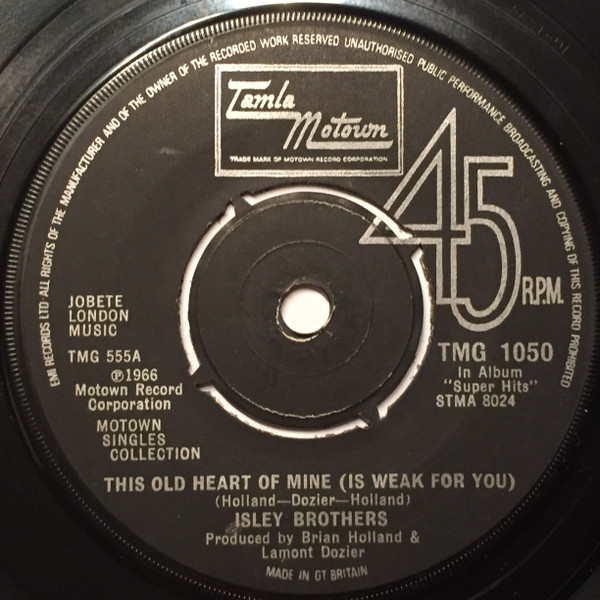 EMI RECORDS LTD ALL RIGHTS OF THE MANUFACTURER AND OF THE OWNER OF THE RECORDED WORK RESERVED UNAUTHORISED PUBLIC PERFORMANCE BROADCASTING AND COPYING OF THIS RECORD PROHIBITED
Tamla
Motown
TRADE MARK OF MOTOWN RECORD CORPORATION
45
R.P.M.
JOBETE
LONDON
MUSIC
TMG 555A
℗1966
Motown Record
Corporation
MOTOWN
SINGLES
COLLECTION
TMG 1050
In Album
"Super Hits"
STMA 8024
THIS OLD HEART OF MINE (IS WEAK FOR YOU)
(Holland—Dozier—Holland)
ISLEY BROTHERS
Produced by Brian Holland &
Lamont Dozier
MADE IN GT BRITAIN